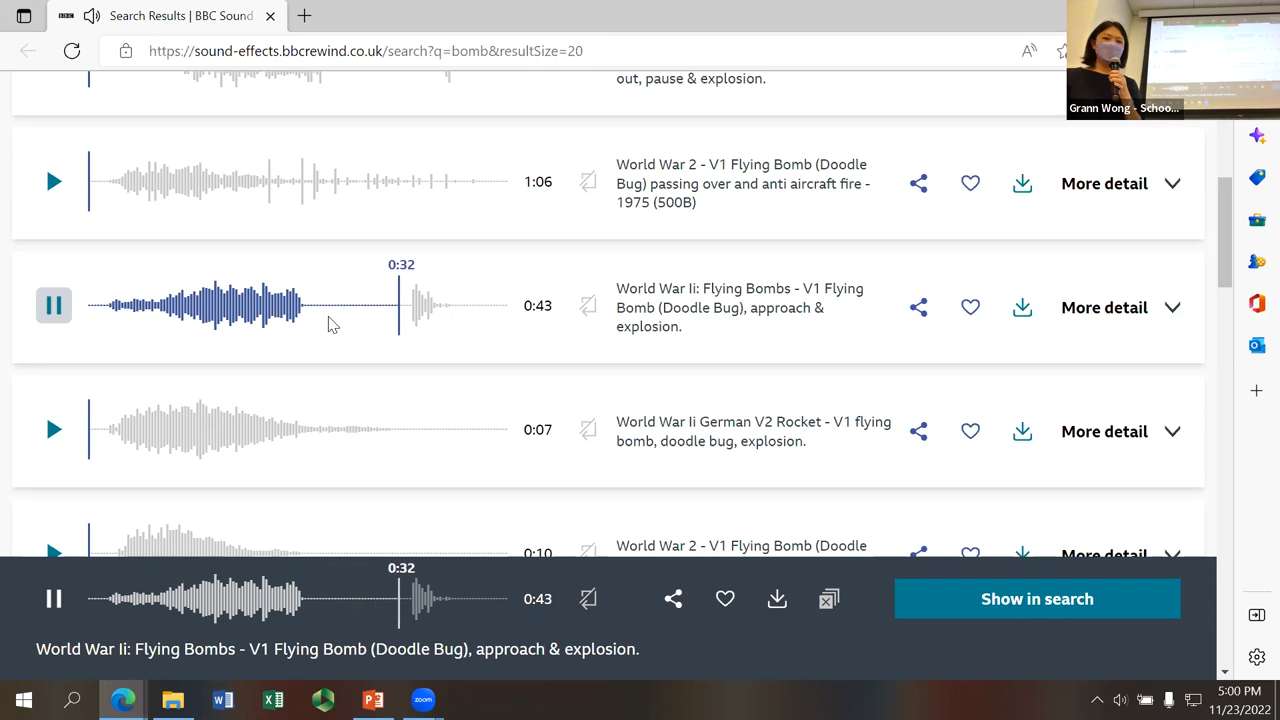 BBC
Search Results | BBC Sound
https://sound-effects.bbcrewind.co.uk/search?q=bomb&resultSize=20
A
Grann Wong - Schoo...
out, pause & explosion.
1:06
World War 2 - V1 Flying Bomb (Doodle
Bug) passing over and anti aircraft fire -
1975 (500B)
More detail
0:32
0:43
World War Ii: Flying Bombs - V1 Flying
Bomb (Doodle Bug), approach &
explosion.
More detail
0:07
World War Ii German V2 Rocket - V1 flying
bomb, doodle bug, explosion.
More detail
0:10
World War 2 - V1 Flying Bomb (Doodle
More detail
0:32
0:43
Show in search
World War Ii: Flying Bombs - V1 Flying Bomb (Doodle Bug), approach & explosion.
zoom
5:00 PM
11/23/2022